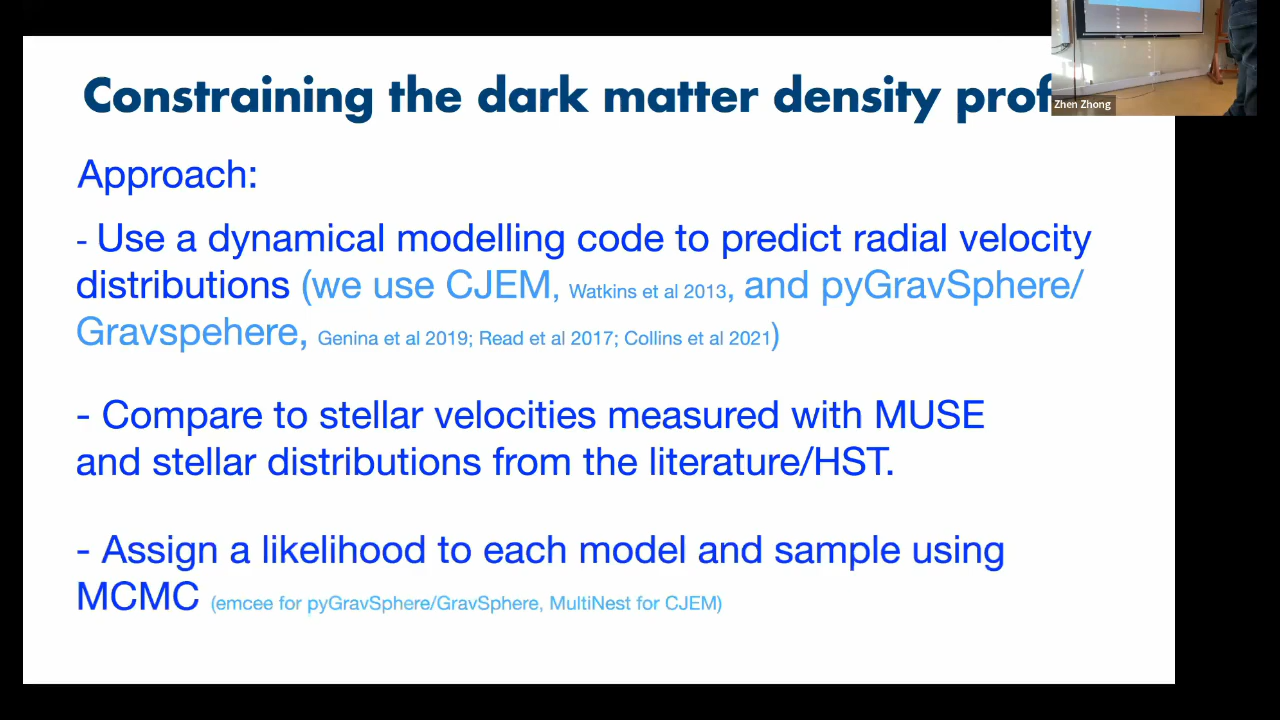 Constraining the dark matter density prof
Zhen Zhong
Approach:
- Use a dynamical modelling code to predict radial velocity
distributions (we use CJEM, Watkins et al 2013, and pyGravSphere/
Gravspehere, Genina et al 2019; Read et al 2017; Collins et al 2021)
- Compare to stellar velocities measured with MUSE
and stellar distributions from the literature/HST.
- Assign a likelihood to each model and sample using
MCMC (emcee for pyGravSphere/GravSphere, MultiNest for CJEM)